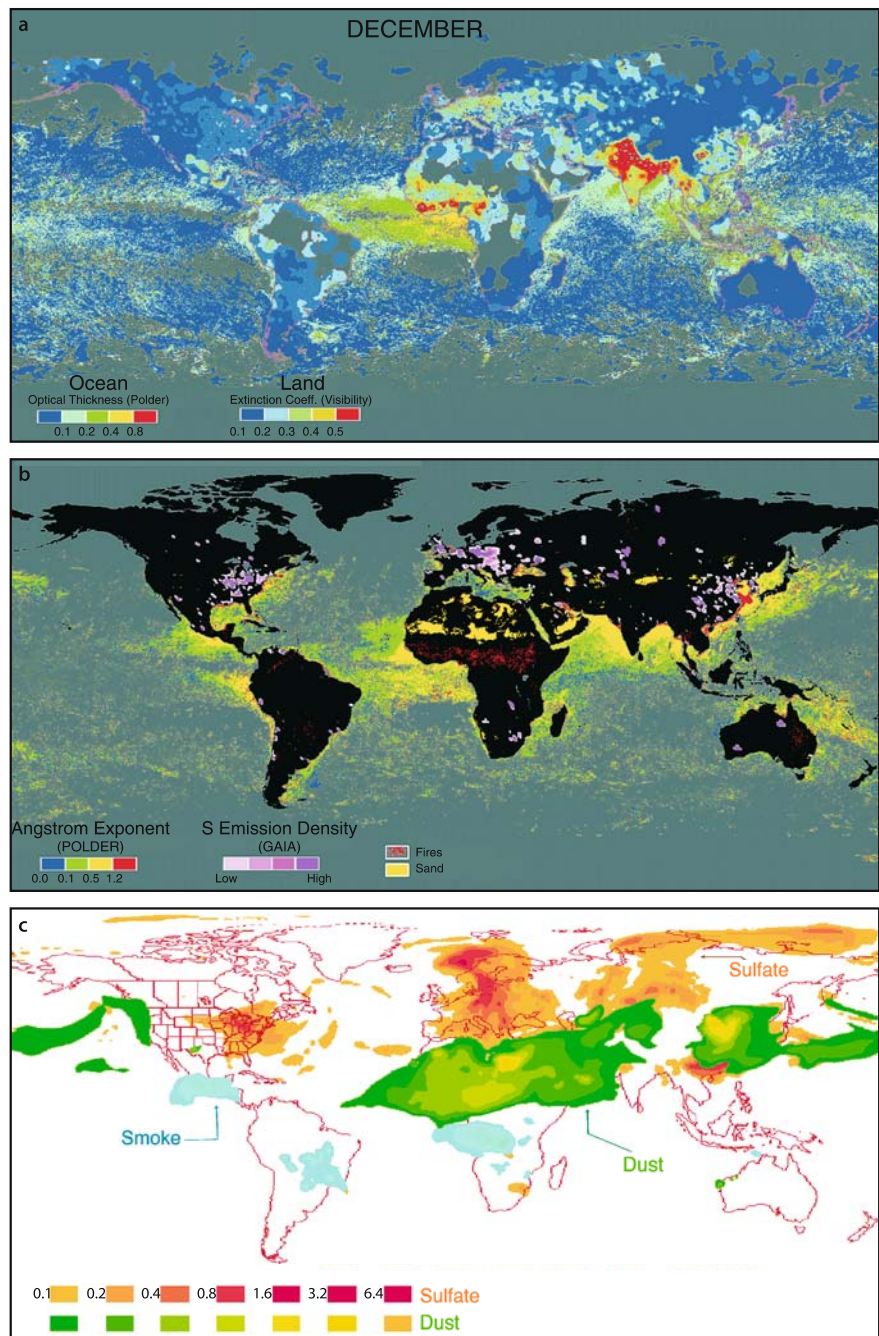 a
DECEMBER
Ocean
Optical Thickness (Polder)
0.1 0.2 0.4 0.8
Land
Extinction Coeff. (Visibility)
0.1 0.2 0.3 0.4 0.5
b
Angstrom Exponent
(POLDER)
0.0 0.1 0.5 1.2
S Emission Density
(GAIA)
Low High
Fires
Sand
c
Sulfate
Smoke
Dust
0.1 0.2 0.4 0.8 1.6 3.2 6.4 Sulfate
Dust